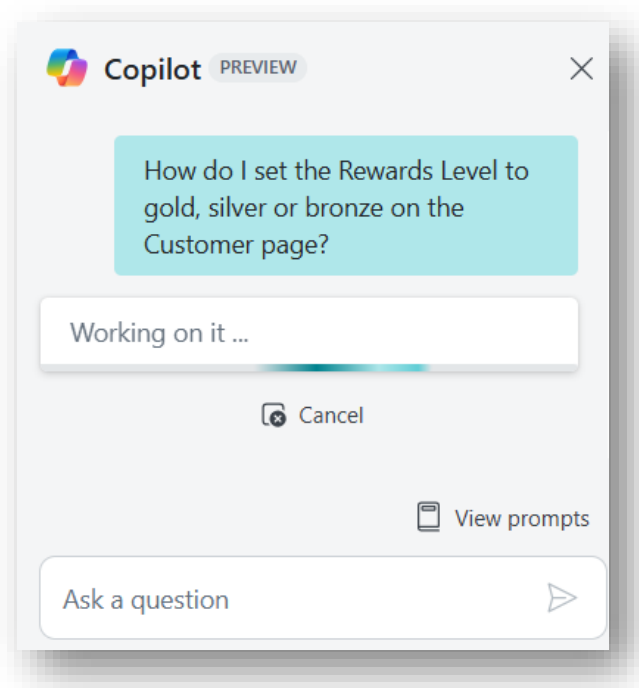 Copilot PREVIEW
How do I set the Rewards Level to
gold, silver or bronze on the
Customer page?
Working on it ...
Cancel
View prompts
Ask a question